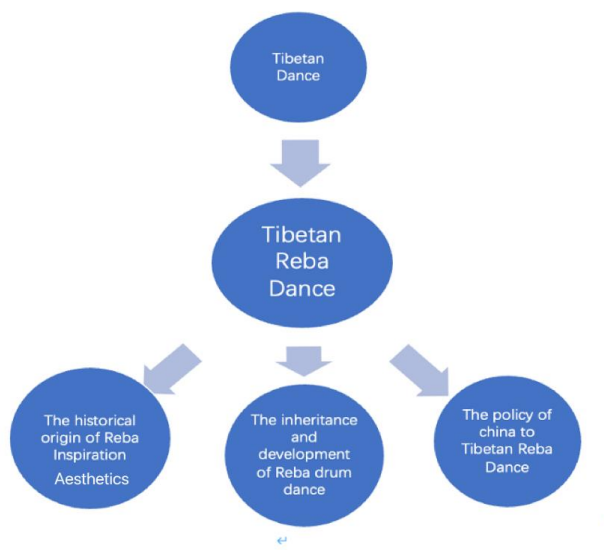 Tibetan
Dance
Tibetan
Reba
Dance
The historical
origin of Reba
Inspiration
Aesthetics
The inheritance
and
development
of Reba drum
dance
The policy of
china to
Tibetan Reba
Dance